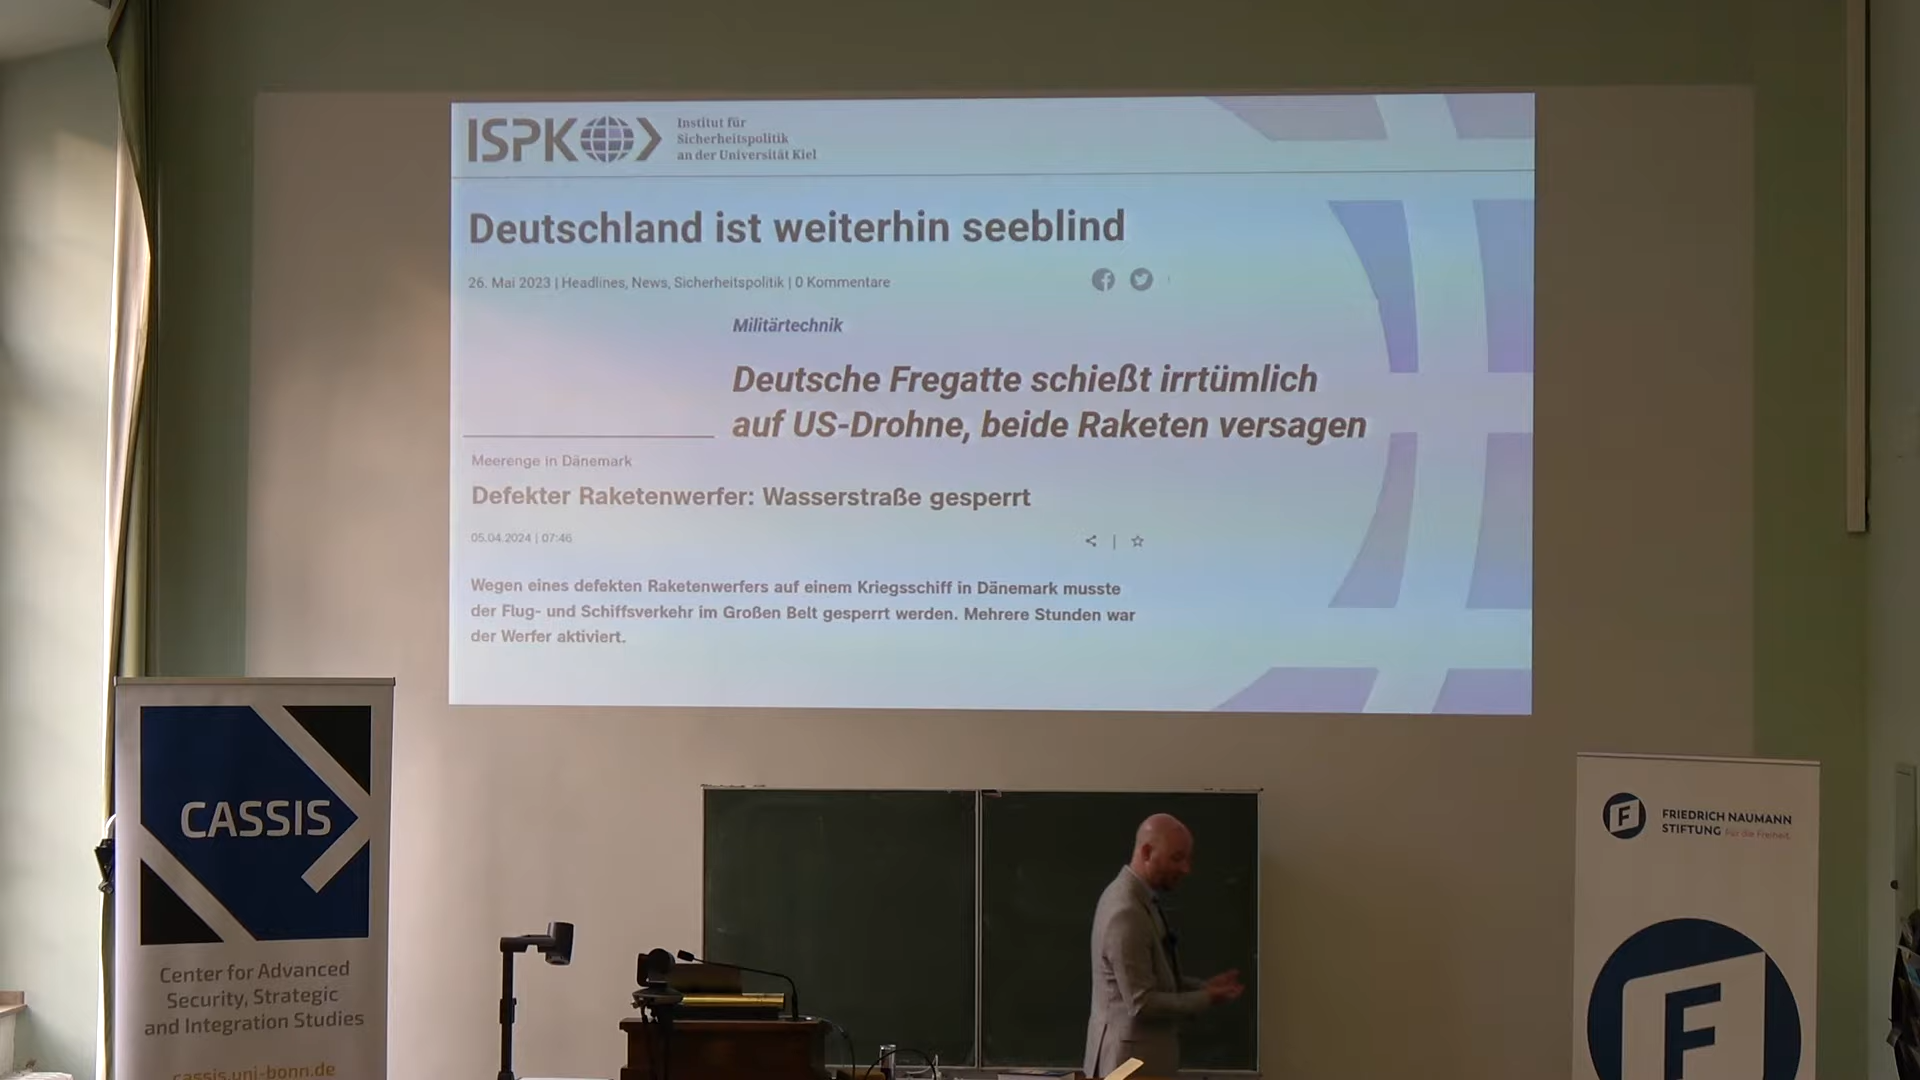 ISPK
Institut für
Sicherheitspolitik
an der Universität Kiel
Deutschland ist weiterhin seeblind
26. Mai 2023 | Headlines, News, Sicherheitspolitik | 0 Kommentare
Militärtechnik
Deutsche Fregatte schießt irrtümlich
auf US-Drohne, beide Raketen versagen
Meerenge in Dänemark
Defekter Raketenwerfer: Wasserstraße gesperrt
05.04.2024 | 07:46
Wegen eines defekten Raketenwerfers auf einem Kriegsschiff in Dänemark musste
der Flug- und Schiffsverkehr im Großen Belt gesperrt werden. Mehrere Stunden war
der Werfer aktiviert.
CASSIS
Center for Advanced
Security, Strategic
and Integration Studies
cassis.uni-bonn.de
F
FRIEDRICH NAUMANN
STIFTUNG Für die Freiheit.
F